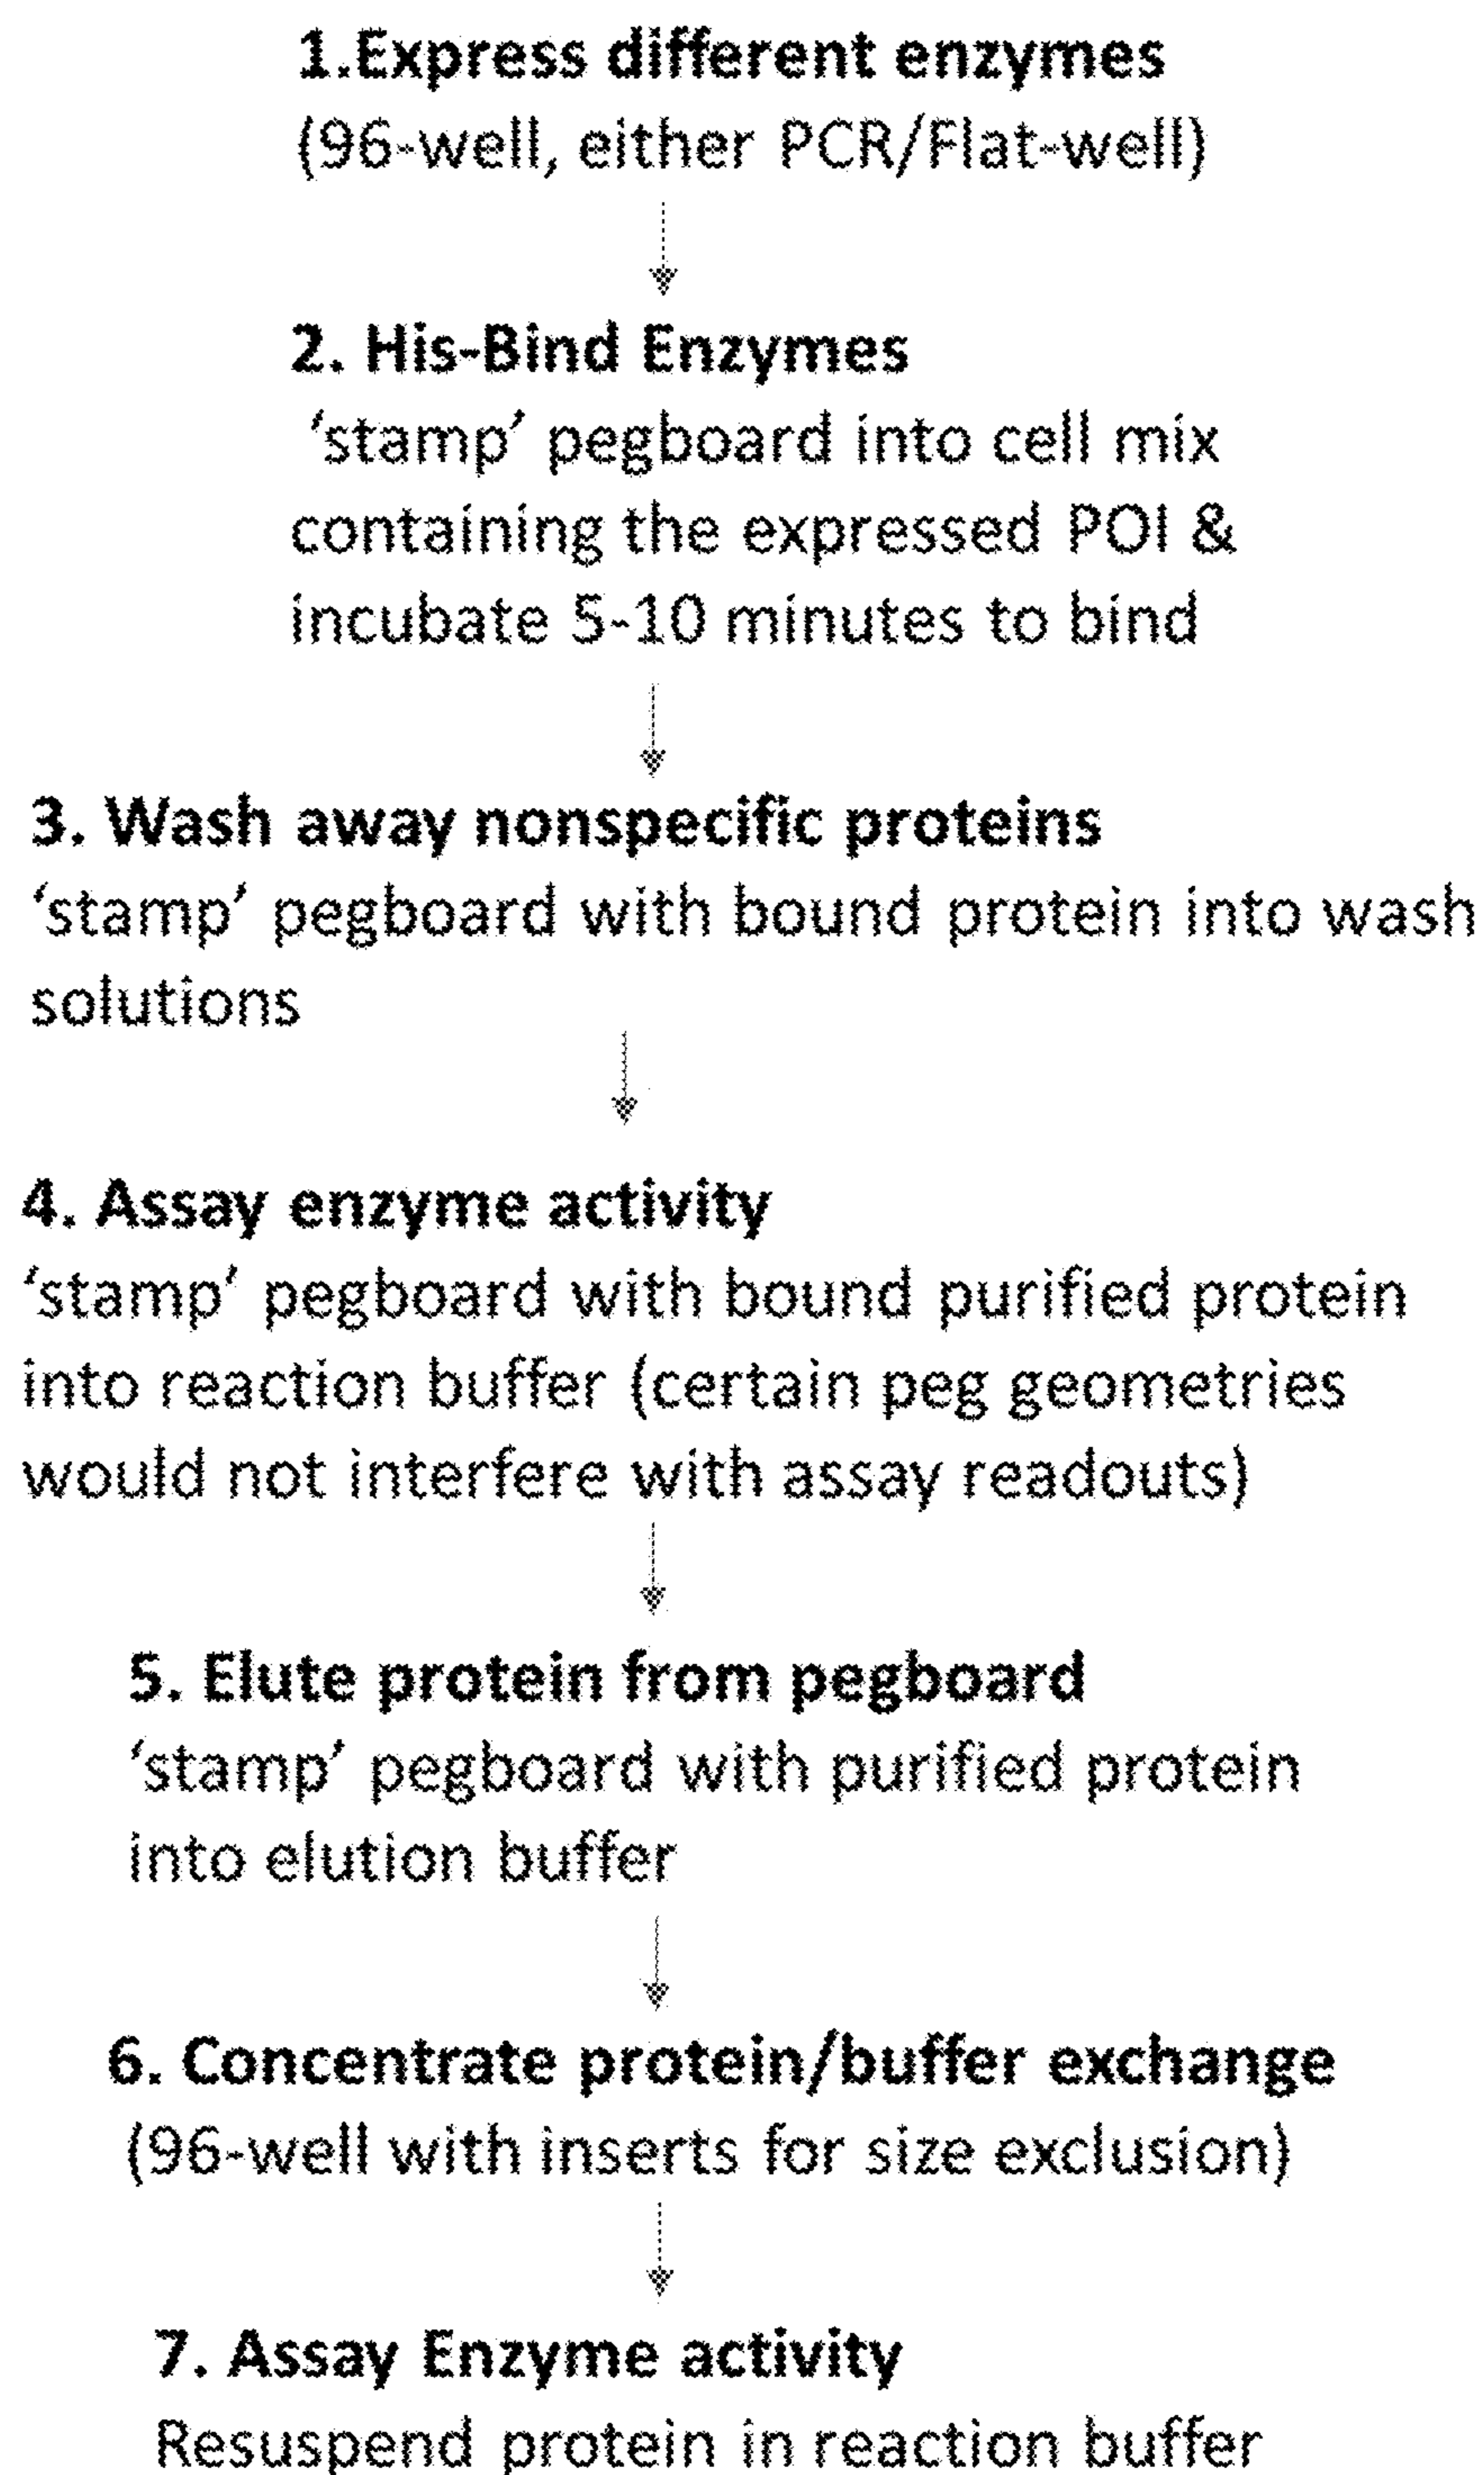 1.Express different enzymes
(96-well, either PCR/Flat-well)
2. His-Bind Enzymes
‘stamp’ pegboard into cell mix
containing the expressed POI &
incubate 5-10 minutes to bind
3. Wash away nonspecific proteins
‘stamp’ pegboard with bound protein into wash
solutions
4. Assay enzyme activity
‘stamp’ pegboard with bound purified protein
into reaction buffer (certain peg geometries
would not interfere with assay readouts)
5. Elute protein from pegboard
‘stamp’ pegboard with purified protein
into elution buffer
6. Concentrate protein/buffer exchange
(96-well with inserts for size exclusion)
7. Assay Enzyme activity
Resuspend protein in reaction buffer